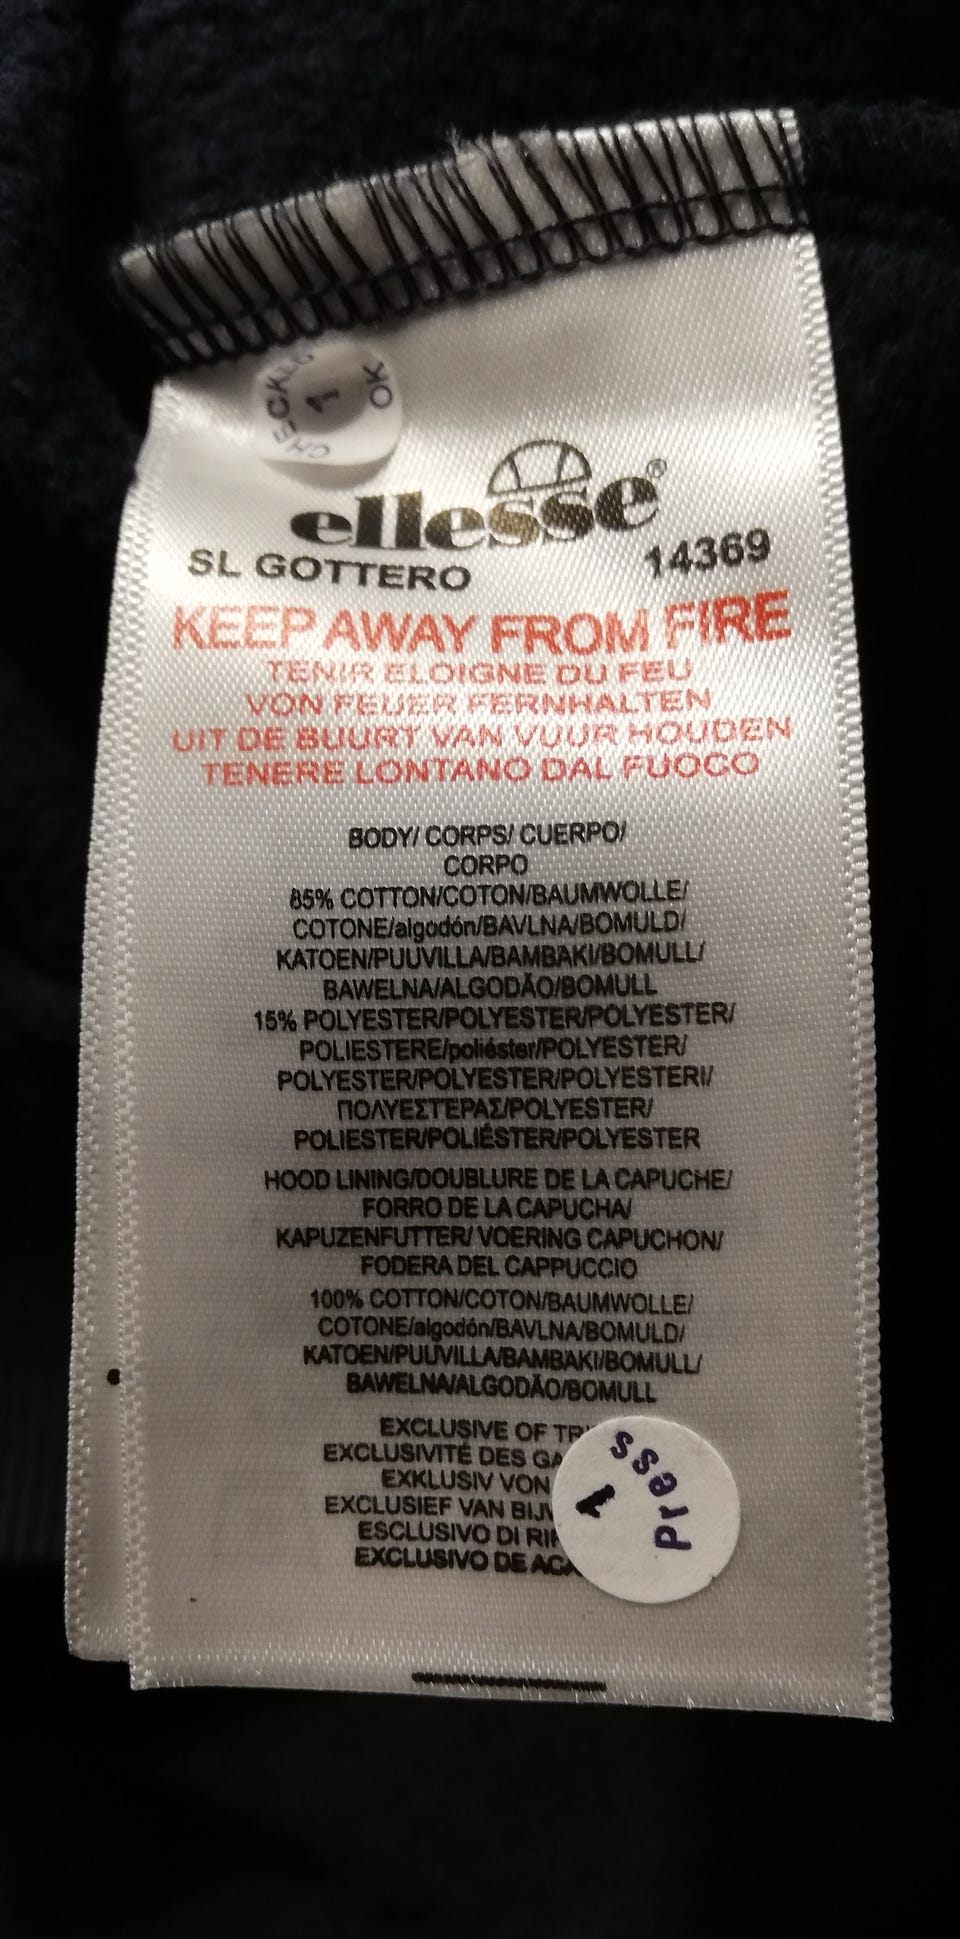 CHECKED
1
OK
ellesse®
SL GOTTERO 14369
KEEP AWAY FROM FIRE
TENIR ELOIGNE DU FEU
VON FEUER FERNHALTEN
UIT DE BUURT VAN VUUR HOUDEN
TENERE LONTANO DAL FUOCO
BODY/ CORPS/ CUERPO/
CORPO
85% COTTON/COTON/BAUMWOLLE/
COTONE/algodón/BAVLNA/BOMULD/
KATOEN/PUUVILLA/BAMBAKI/BOMULL/
BAWELNA/ALGODÃO/BOMULL
15% POLYESTER/POLYESTER/POLYESTER/
POLIESTERE/poliéster/POLYESTER/
POLYESTER/POLYESTER/POLYESTERI/
ΠΟΛΥΕΣΤΕΡΑΣ/POLYESTER/
POLIESTER/POLIÉSTER/POLYESTER
HOOD LINING/DOUBLURE DE LA CAPUCHE/
FORRO DE LA CAPUCHA/
KAPUZENFUTTER/ VOERING CAPUCHON/
FODERA DEL CAPPUCCIO
100% COTTON/COTON/BAUMWOLLE/
COTONE/algodón/BAVLNA/BOMULD/
KATOEN/PUUVILLA/BAMBAKI/BOMULL/
BAWELNA/ALGODÃO/BOMULL
EXCLUSIVE OF
EXCLUSIVITÉ DES
EXKLUSIV VON
EXCLUSIEF VAN
ESCLUSIVO DI
EXCLUSIVO DE
Press
1